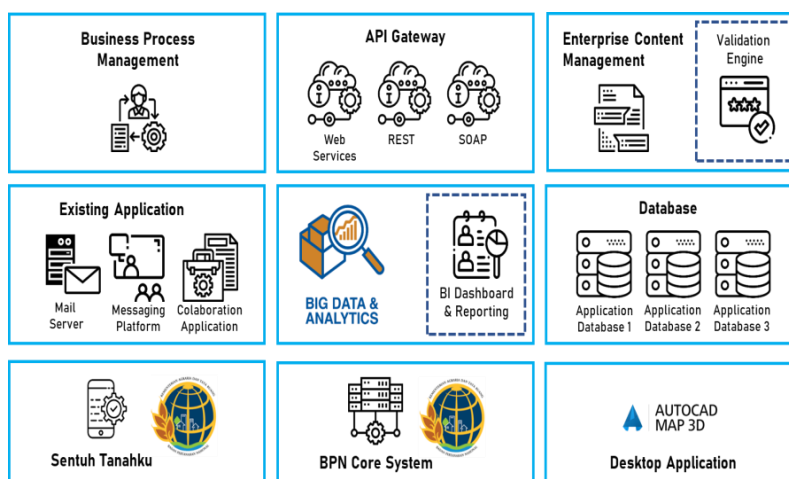 Business Process
Management
API Gateway
Web
Services
REST
SOAP
Enterprise Content
Management
Validation
Engine
Existing Application
Mail
Server
Messaging
Platform
Colaboration
Application
BIG DATA &
ANALYTICS
BI Dashboard
& Reporting
Database
Application
Database 1
Application
Database 2
Application
Database 3
Sentuh Tanahku
BPN Core System
AUTOCAD
MAP 3D
Desktop Application